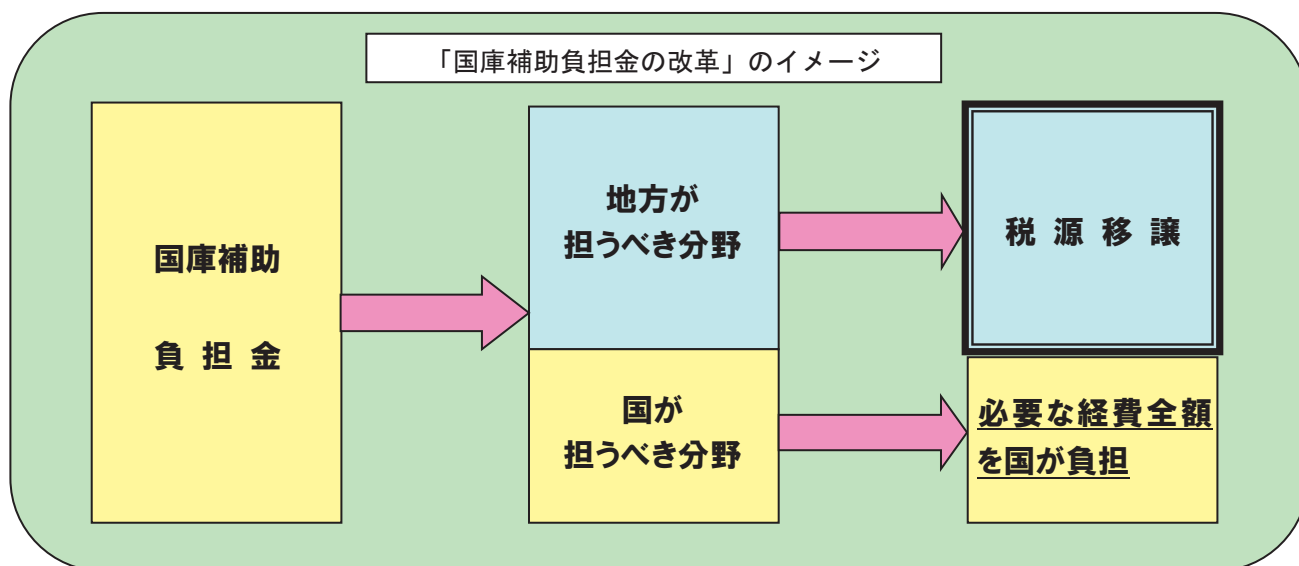 「国庫補助負担金の改革」のイメージ
国庫補助
負担金
地方が
担うべき分野
税源移譲
国が
担うべき分野
必要な経費全額
を国が負担